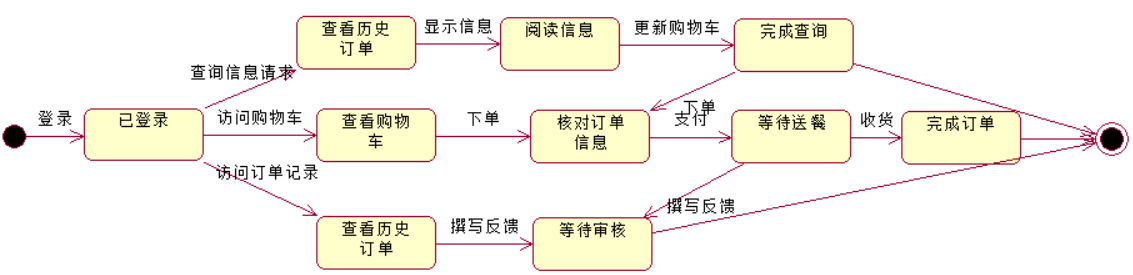 查看历史
订单
显示信息
阅读信息
更新购物车
完成查询
查询信息请求
登录
已登录
访问购物车
查看购物
车
下单
核对订单
信息
下单
支付
等待送餐
收货
完成订单
访问订单记录
查看历史
订单
撰写反馈
等待审核
撰写反馈